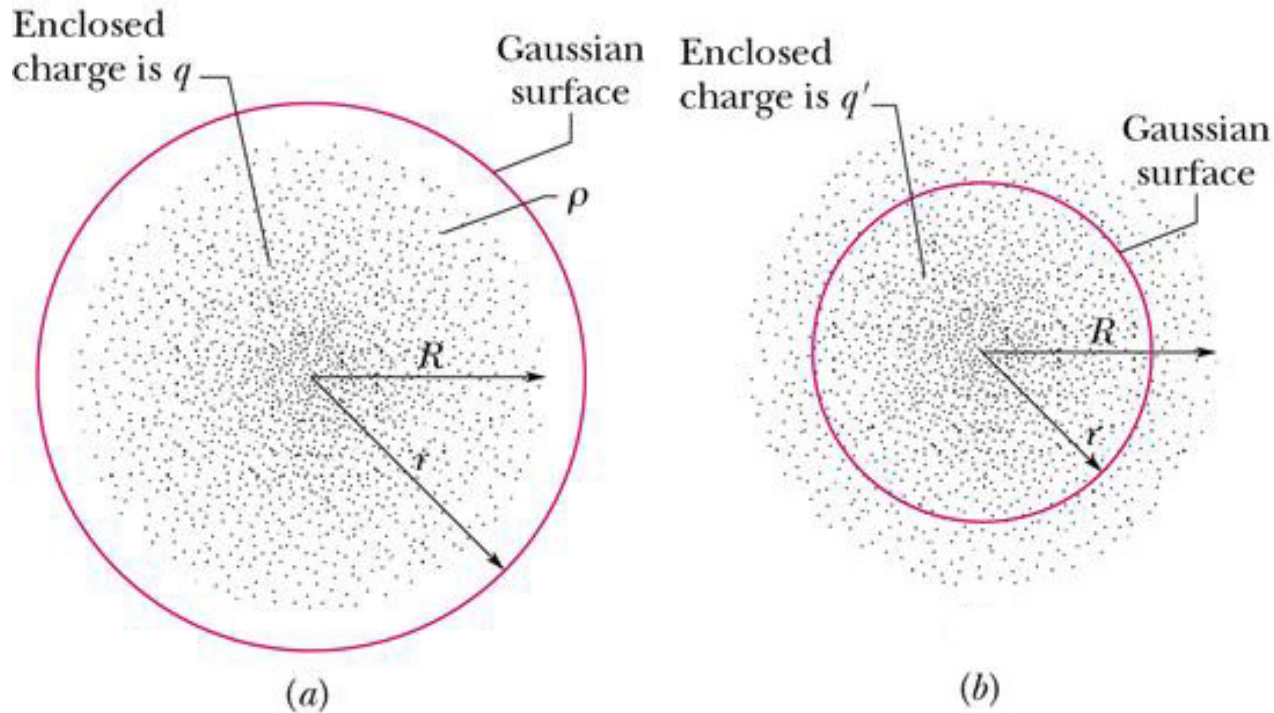 Enclosed
charge is q
Gaussian
surface
ρ
R
r
(a)
Enclosed
charge is q′
Gaussian
surface
R
r
(b)